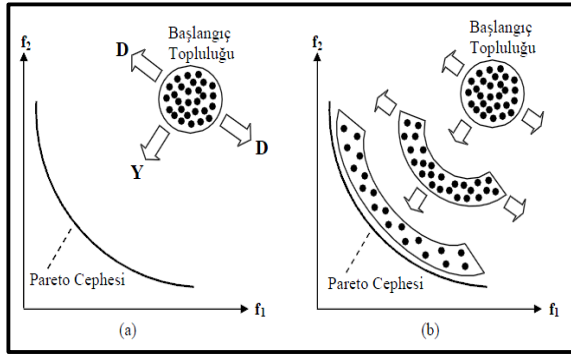 f2
D
Başlangıç
Topluluğu
Y
D
Pareto Cephesi
f1
(a)
f2
Başlangıç
Topluluğu
Pareto Cephesi
f1
(b)